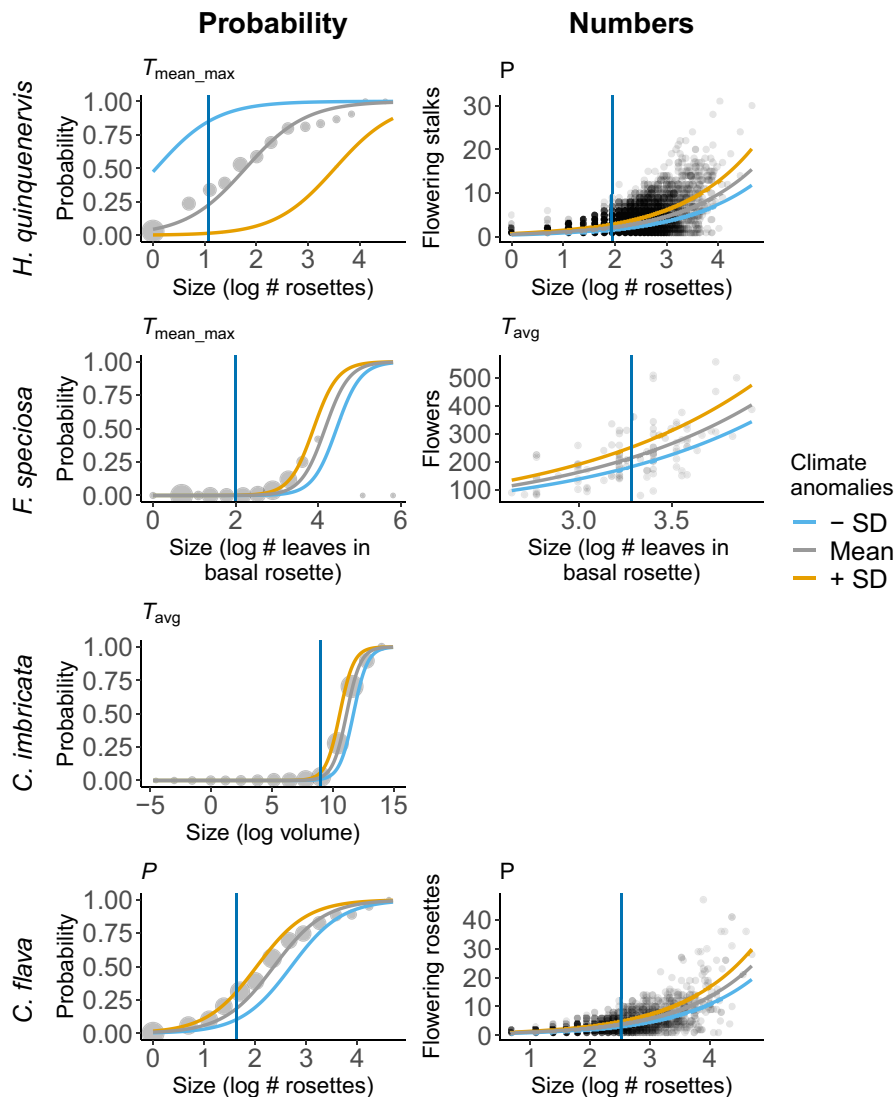 Probability
Numbers
H. quinquenervis
T mean_max
Probability
1.00
0.75
0.50
0.25
0.00
0 1 2 3 4
Size (log # rosettes)
P
Flowering stalks
30
20
10
0
0 1 2 3 4
Size (log # rosettes)
F. speciosa
T mean_max
Probability
1.00
0.75
0.50
0.25
0.00
0 2 4 6
Size (log # leaves in
basal rosette)
T avg
Flowers
500
400
300
200
100
3.0 3.5
Size (log # leaves in
basal rosette)
Climate
anomalies
− SD
Mean
+ SD
C. imbricata
T avg
Probability
1.00
0.75
0.50
0.25
0.00
−5 0 5 10 15
Size (log volume)
C. flava
P
Probability
1.00
0.75
0.50
0.25
0.00
0 1 2 3 4
Size (log # rosettes)
P
Flowering rosettes
40
30
20
10
0
1 2 3 4
Size (log # rosettes)